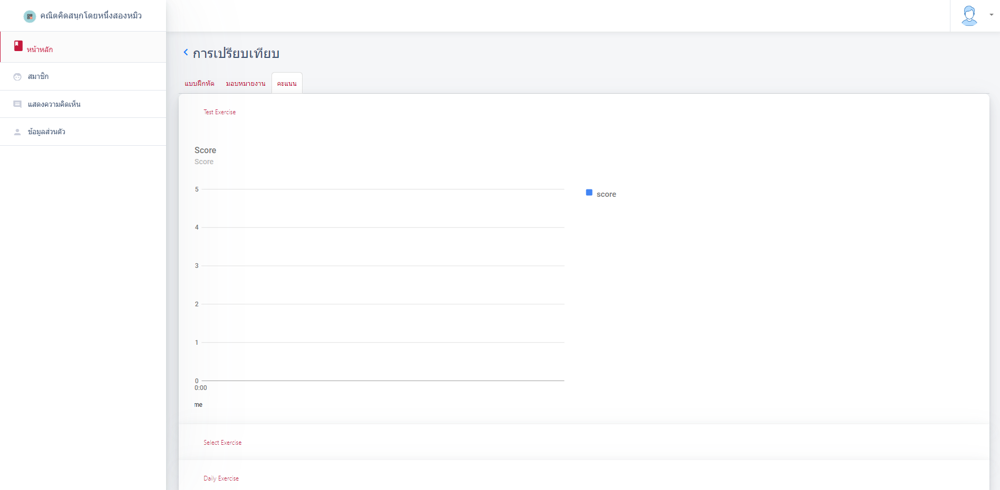 คณิตคิดสนุกโดยหนึ่งสองหมิว
หน้าหลัก
สมาชิก
แสดงความคิดเห็น
ข้อมูลส่วนตัว
การเปรียบเทียบ
แบบฝึกหัด มอบหมายงาน คะแนน
Test Exercise
Score
Score
5
score
4
3
2
1
0
0:00
me
Select Exercise
Daily Exercise